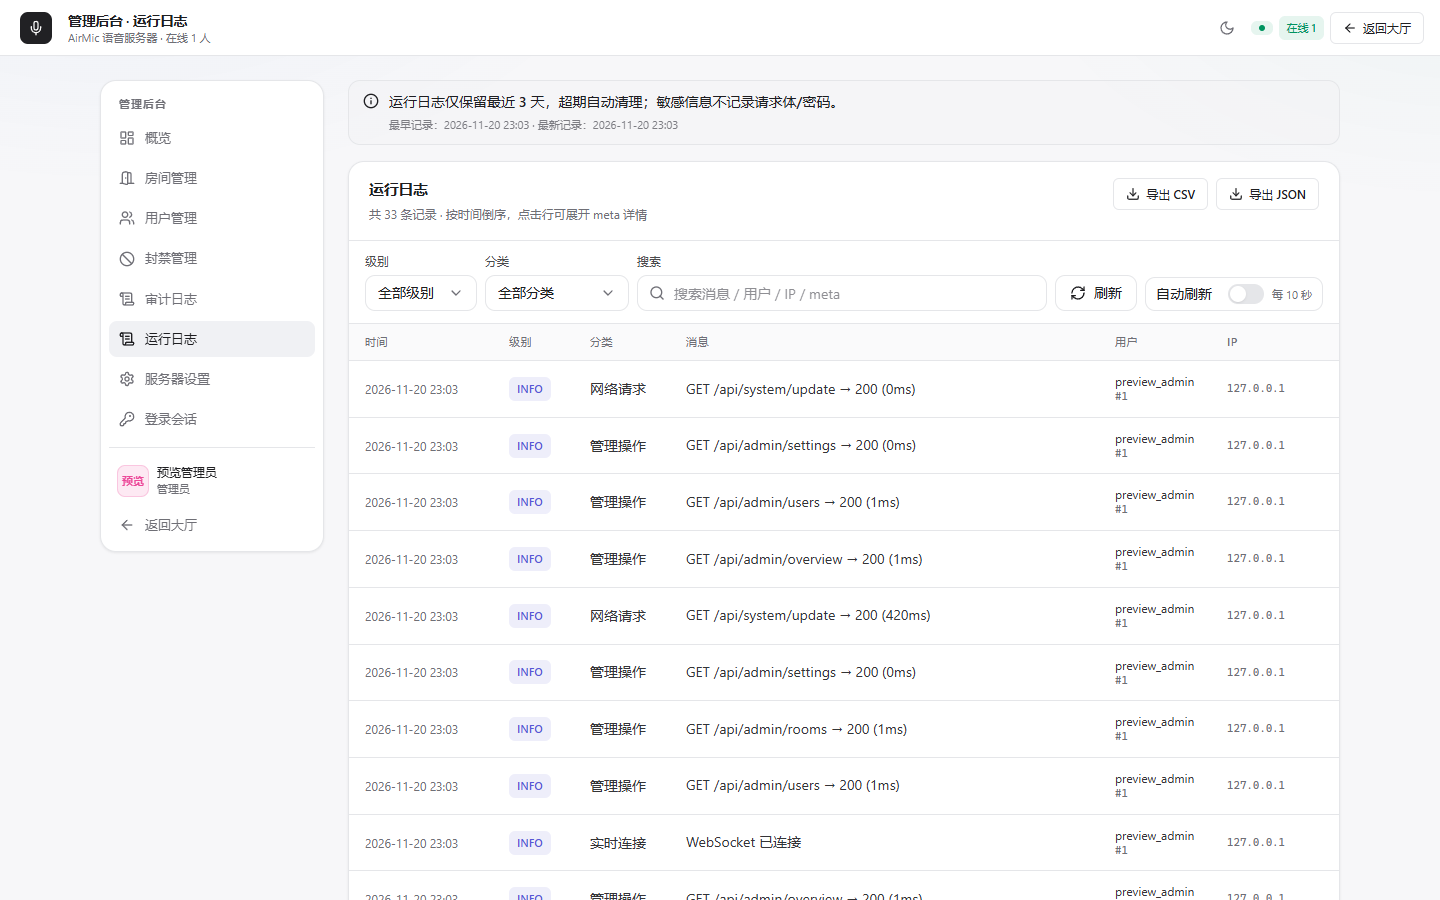 管理后台 · 运行日志
AirMic 语音服务器 · 在线 1 人
在线 1
返回大厅
管理后台
概览
房间管理
用户管理
封禁管理
审计日志
运行日志
服务器设置
登录会话
预览
预览管理员
管理员
返回大厅
运行日志仅保留最近 3 天，超期自动清理；敏感信息不记录请求体/密码。
最早记录：2026-11-20 23:03 · 最新记录：2026-11-20 23:03
运行日志
共 33 条记录 · 按时间倒序，点击行可展开 meta 详情
导出 CSV
导出 JSON
级别
分类
搜索
全部级别
全部分类
搜索消息 / 用户 / IP / meta
刷新
自动刷新
每 10 秒
时间 级别 分类 消息 用户 IP
2026-11-20 23:03 INFO 网络请求 GET /api/system/update → 200 (0ms) preview_admin #1 127.0.0.1
2026-11-20 23:03 INFO 管理操作 GET /api/admin/settings → 200 (0ms) preview_admin #1 127.0.0.1
2026-11-20 23:03 INFO 管理操作 GET /api/admin/users → 200 (1ms) preview_admin #1 127.0.0.1
2026-11-20 23:03 INFO 管理操作 GET /api/admin/overview → 200 (1ms) preview_admin #1 127.0.0.1
2026-11-20 23:03 INFO 网络请求 GET /api/system/update → 200 (420ms) preview_admin #1 127.0.0.1
2026-11-20 23:03 INFO 管理操作 GET /api/admin/settings → 200 (0ms) preview_admin #1 127.0.0.1
2026-11-20 23:03 INFO 管理操作 GET /api/admin/rooms → 200 (1ms) preview_admin #1 127.0.0.1
2026-11-20 23:03 INFO 管理操作 GET /api/admin/users → 200 (1ms) preview_admin #1 127.0.0.1
2026-11-20 23:03 INFO 实时连接 WebSocket 已连接 preview_admin #1 127.0.0.1
2026-11-20 23:03 INFO 管理操作 GET /api/admin/overview → 200 (1ms) preview_admin 127.0.0.1